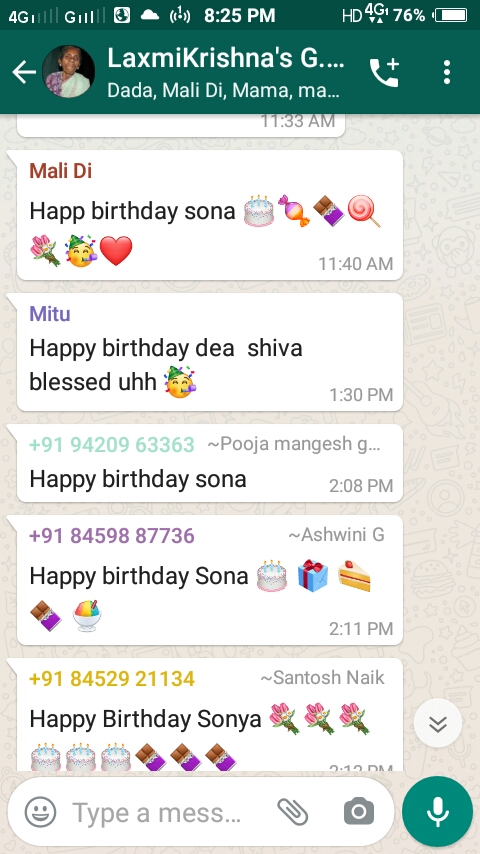 4G 8:25 PM HD 4G 76%
LaxmiKrishna's G....
Dada, Mali Di, Mama, ma...
11:33 AM
Mali Di
Happ birthday sona 🎂🍬🍫🍭
💐🥳❤️
11:40 AM
Mitu
Happy birthday dea  shiva
blessed uhh 🥳
1:30 PM
+91 94209 63363 ~Pooja mangesh g...
Happy birthday sona
2:08 PM
+91 84598 87736 ~Ashwini G
Happy birthday Sona 🎂 🎁 🍰
🍫 🍧
2:11 PM
+91 84529 21134 ~Santosh Naik
Happy Birthday Sonya 💐 💐 💐
🎂🎂🎂🍫🍫🍫
2:12 PM
Type a mess...